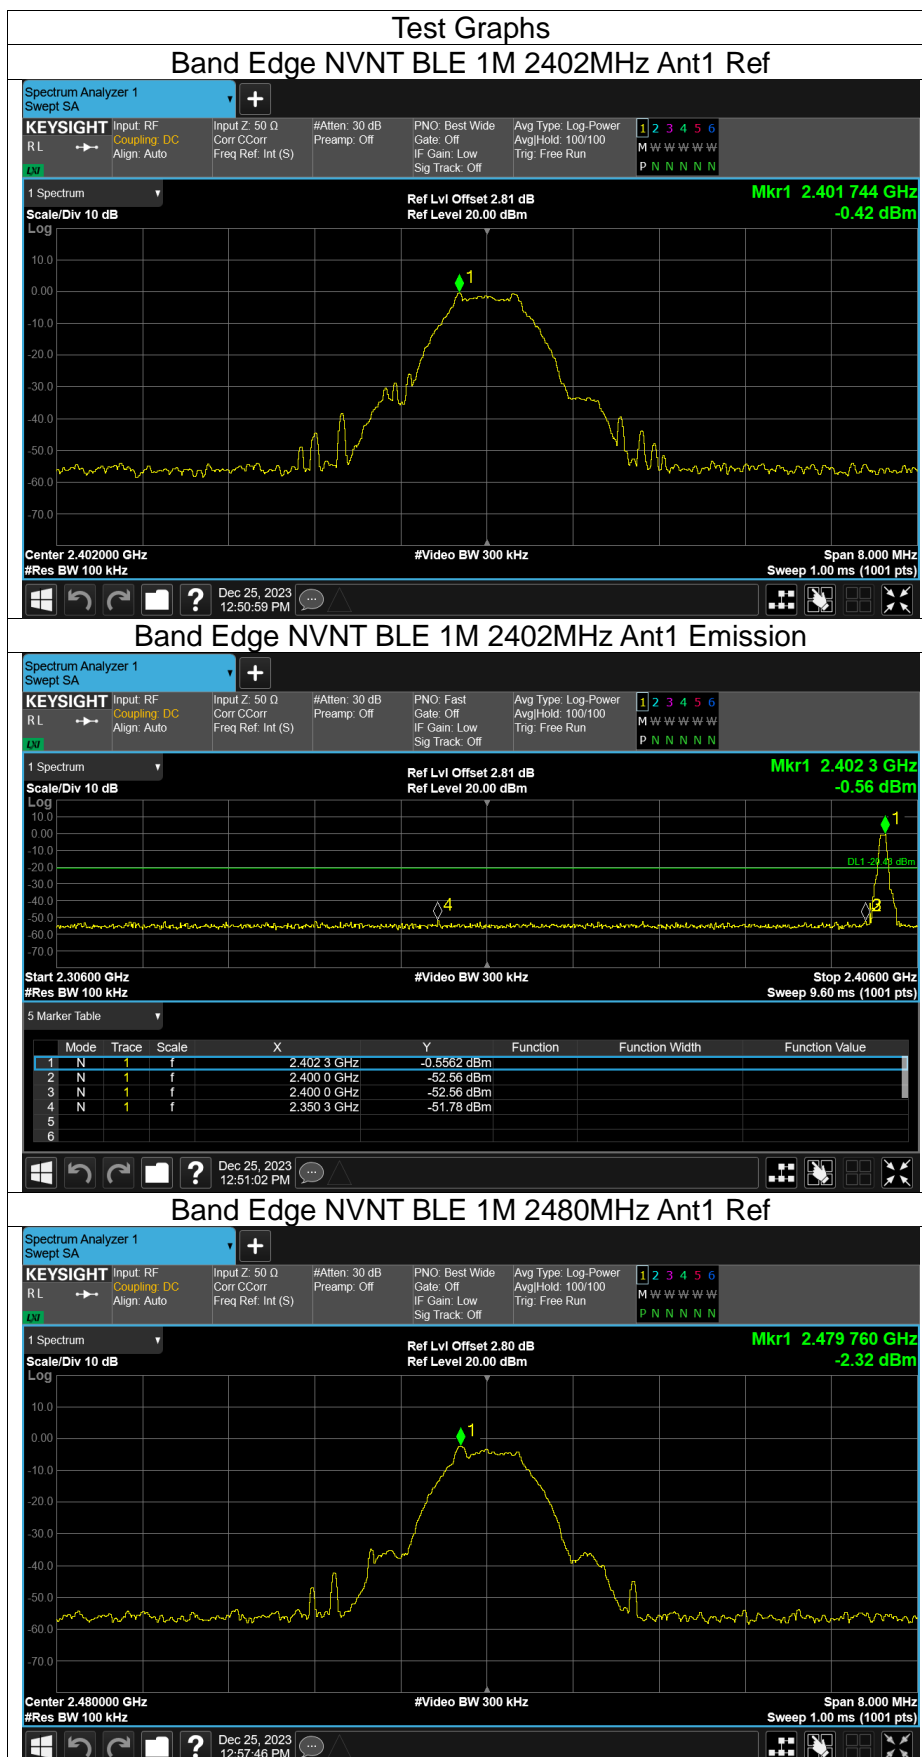 Test Graphs
Band Edge NVNT BLE 1M 2402MHz Ant1 Ref
Spectrum Analyzer 1
Swept SA
KEYSIGHT Input: RF Input Z: 50 Ω #Atten: 30 dB PNO: Best Wide Avg Type: Log-Power 1 2 3 4 5 6
R L Coupling: DC Corr CCorr Preamp: Off Gate: Off Avg|Hold: 100/100 M W W W W W
Align: Auto Freq Ref: Int (S) IF Gain: Low Trig: Free Run
LXI Sig Track: Off P N N N N N
1 Spectrum Ref Lvl Offset 2.81 dB Mkr1 2.401 744 GHz
Scale/Div 10 dB Ref Level 20.00 dBm -0.42 dBm
Log
10.0
1
0.00
-10.0
-20.0
-30.0
-40.0
-50.0
-60.0
-70.0
Center 2.402000 GHz #Video BW 300 kHz Span 8.000 MHz
#Res BW 100 kHz Sweep 1.00 ms (1001 pts)
? Dec 25, 2023
12:50:59 PM
Band Edge NVNT BLE 1M 2402MHz Ant1 Emission
Spectrum Analyzer 1
Swept SA
KEYSIGHT Input: RF Input Z: 50 Ω #Atten: 30 dB PNO: Fast Avg Type: Log-Power 1 2 3 4 5 6
R L Coupling: DC Corr CCorr Preamp: Off Gate: Off Avg|Hold: 100/100 M W W W W W
Align: Auto Freq Ref: Int (S) IF Gain: Low Trig: Free Run
LXI Sig Track: Off P N N N N N
1 Spectrum Ref Lvl Offset 2.81 dB Mkr1 2.402 3 GHz
Scale/Div 10 dB Ref Level 20.00 dBm -0.56 dBm
Log
10.0 1
0.00
-10.0
DL1 -20.43 dBm
-20.0
-30.0
-40.0
4
-50.0
-60.0
-70.0
Start 2.30600 GHz #Video BW 300 kHz Stop 2.40600 GHz
#Res BW 100 kHz Sweep 9.60 ms (1001 pts)
5 Marker Table
Mode Trace Scale X Y Function Function Width Function Value
1 N 1 f 2.402 3 GHz -0.5562 dBm
2 N 1 f 2.400 0 GHz -52.56 dBm
3 N 1 f 2.400 0 GHz -52.56 dBm
4 N 1 f 2.350 3 GHz -51.78 dBm
5
6
? Dec 25, 2023
12:51:02 PM
Band Edge NVNT BLE 1M 2480MHz Ant1 Ref
Spectrum Analyzer 1
Swept SA
KEYSIGHT Input: RF Input Z: 50 Ω #Atten: 30 dB PNO: Best Wide Avg Type: Log-Power 1 2 3 4 5 6
R L Coupling: DC Corr CCorr Preamp: Off Gate: Off Avg|Hold: 100/100 M W W W W W
Align: Auto Freq Ref: Int (S) IF Gain: Low Trig: Free Run
LXI Sig Track: Off P N N N N N
1 Spectrum Ref Lvl Offset 2.80 dB Mkr1 2.479 760 GHz
Scale/Div 10 dB Ref Level 20.00 dBm -2.32 dBm
Log
10.0
1
0.00
-10.0
-20.0
-30.0
-40.0
-50.0
-60.0
-70.0
Center 2.480000 GHz #Video BW 300 kHz Span 8.000 MHz
#Res BW 100 kHz Sweep 1.00 ms (1001 pts)
? Dec 25, 2023
12:57:46 PM